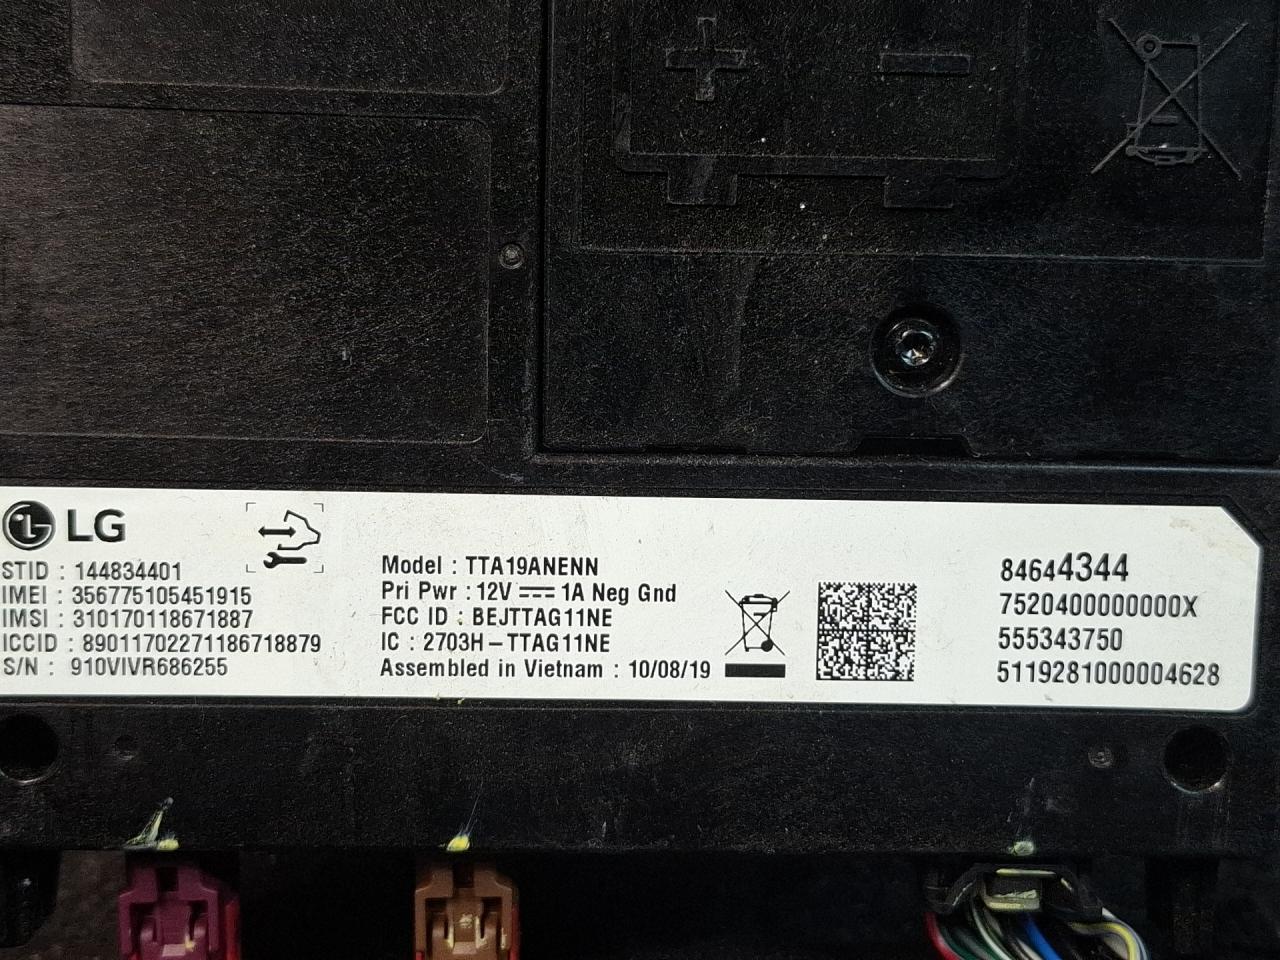 LG
STID : 144834401
IMEI : 356775105451915
IMSI : 310170118671887
ICCID : 89011702271186718879
S/N : 910VIVR686255
Model : TTA19ANENN
Pri Pwr : 12V ⎓ 1A Neg Gnd
FCC ID : BEJTTAG11NE
IC : 2703H-TTAG11NE
Assembled in Vietnam : 10/08/19
84644344
7520400000000X
555343750
5119281000004628